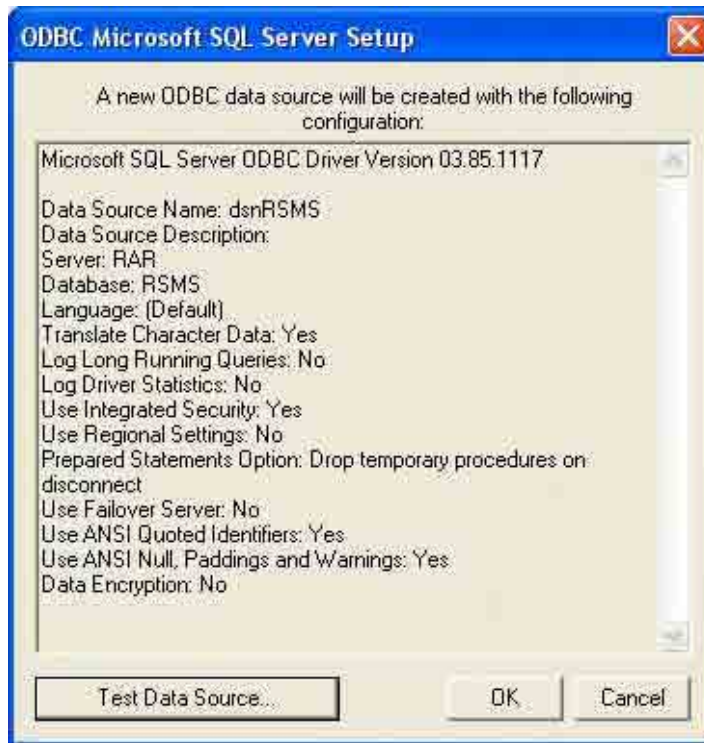 ODBC Microsoft SQL Server Setup
A new ODBC data source will be created with the following
configuration:
Microsoft SQL Server ODBC Driver Version 03.85.1117
Data Source Name: dsnRSMS
Data Source Description:
Server: RAR
Database: RSMS
Language: (Default)
Translate Character Data: Yes
Log Long Running Queries: No
Log Driver Statistics: No
Use Integrated Security: Yes
Use Regional Settings: No
Prepared Statements Option: Drop temporary procedures on
disconnect
Use Failover Server: No
Use ANSI Quoted Identifiers: Yes
Use ANSI Null, Paddings and Warnings: Yes
Data Encryption: No
Test Data Source... OK Cancel